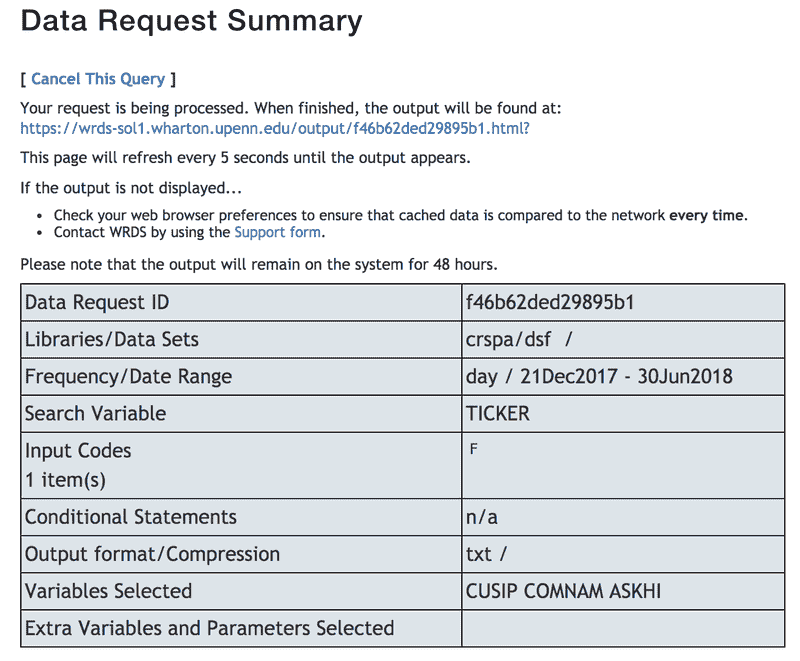 Data Request Summary
[ Cancel This Query ]
Your request is being processed. When finished, the output will be found at:
https://wrds-sol1.wharton.upenn.edu/output/f46b62ded29895b1.html?
This page will refresh every 5 seconds until the output appears.
If the output is not displayed...
• Check your web browser preferences to ensure that cached data is compared to the network every time.
• Contact WRDS by using the Support form.
Please note that the output will remain on the system for 48 hours.
Data Request ID f46b62ded29895b1
Libraries/Data Sets crspa/dsf /
Frequency/Date Range day / 21Dec2017 - 30Jun2018
Search Variable TICKER
Input Codes F
1 item(s)
Conditional Statements n/a
Output format/Compression txt /
Variables Selected CUSIP COMNAM ASKHI
Extra Variables and Parameters Selected